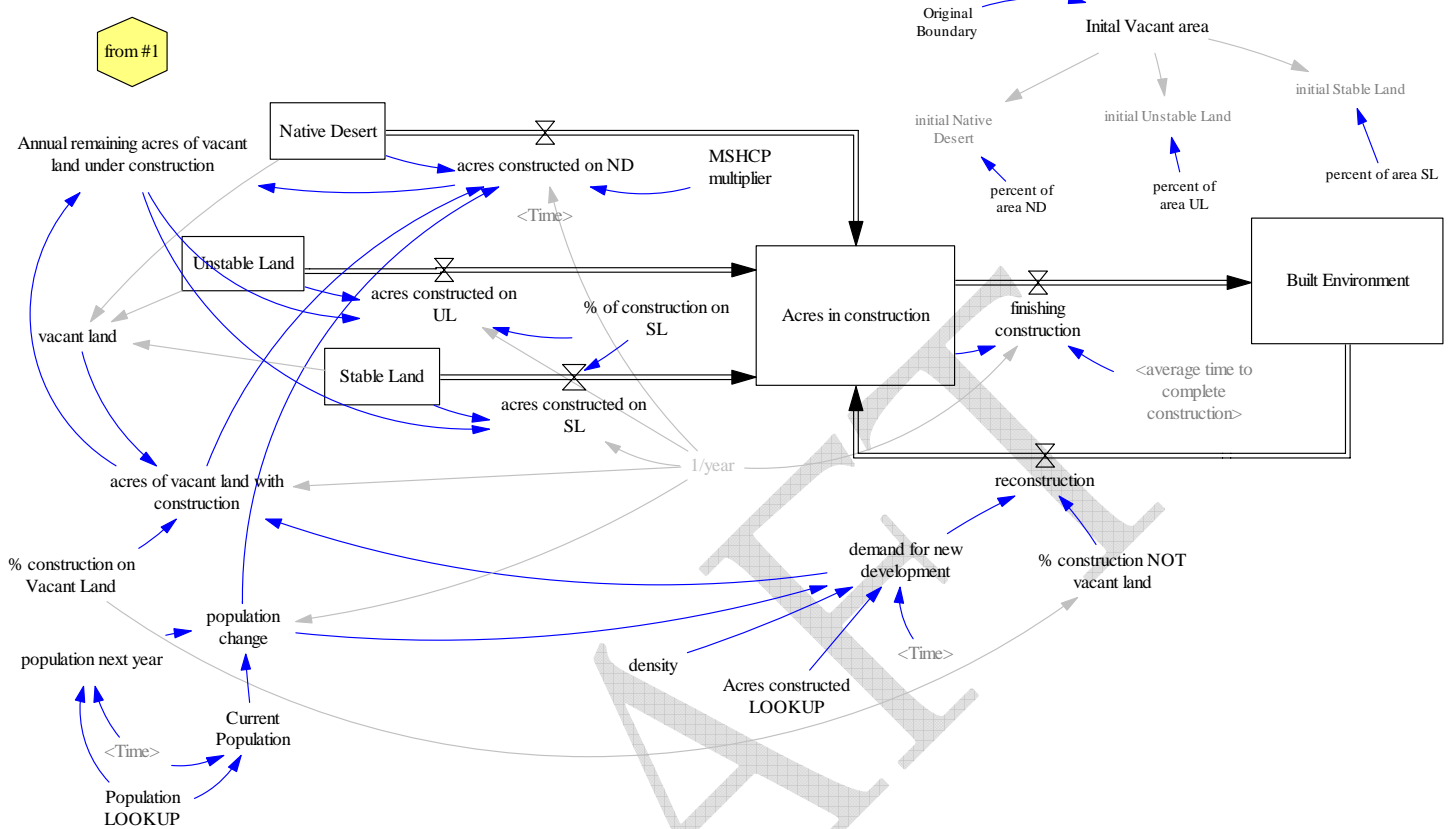 from #1
Original
Boundary
Inital Vacant area
initial Native
Desert
initial Unstable Land
initial Stable Land
percent of
area ND
percent of
area UL
percent of area SL
Annual remaining acres of vacant
land under construction
Native Desert
acres constructed on ND
MSHCP
multiplier
<Time>
Unstable Land
acres constructed on
UL
% of construction on
SL
vacant land
Stable Land
acres constructed on
SL
Acres in construction
finishing
construction
Built Environment
<average time to
complete
construction>
1/year
acres of vacant land with
construction
reconstruction
% construction on
Vacant Land
demand for new
development
% construction NOT
vacant land
population
change
population next year
density
<Time>
Acres constructed
LOOKUP
Current
Population
<Time>
Population
LOOKUP